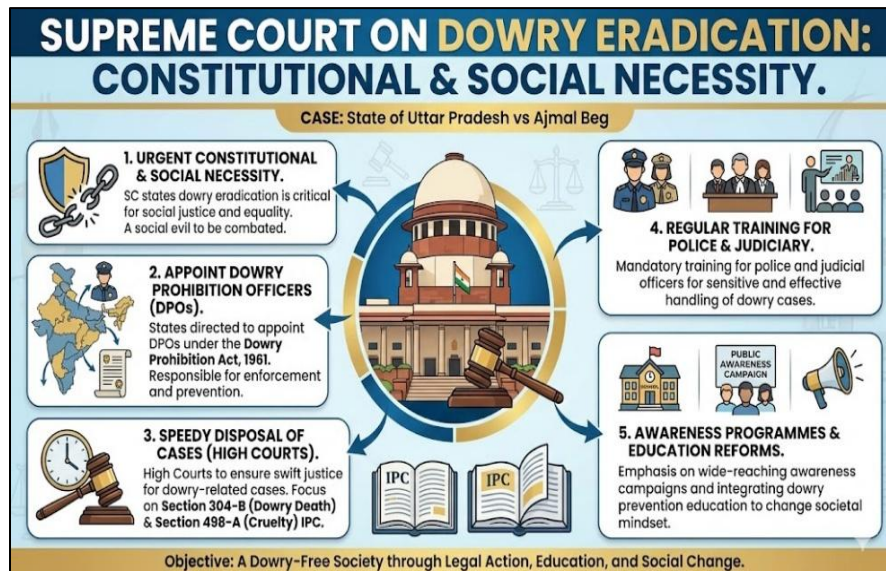 SUPREME COURT ON DOWRY ERADICATION:
CONSTITUTIONAL & SOCIAL NECESSITY.
CASE: State of Uttar Pradesh vs Ajmal Beg
1. URGENT CONSTITUTIONAL
& SOCIAL NECESSITY.
SC states dowry eradication is critical
for social justice and equality.
A social evil to be combated.
2. APPOINT DOWRY
PROHIBITION OFFICERS
(DPOs).
States directed to appoint
DPOs under the Dowry
Prohibition Act, 1961.
Responsible for enforcement
and prevention.
3. SPEEDY DISPOSAL OF
CASES (HIGH COURTS).
High Courts to ensure swift justice
for dowry-related cases. Focus
on Section 304-B (Dowry Death)
& Section 498-A (Cruelty) IPC.
IPC
IPC
4. REGULAR TRAINING FOR
POLICE & JUDICIARY.
Mandatory training for police and judicial
officers for sensitive and effective
handling of dowry cases.
SCHOOL
PUBLIC
AWARENESS
CAMPAIGN
5. AWARENESS PROGRAMMES &
EDUCATION REFORMS.
Emphasis on wide-reaching awareness
campaigns and integrating dowry
prevention education to change societal
mindset.
Objective: A Dowry-Free Society through Legal Action, Education, and Social Change.